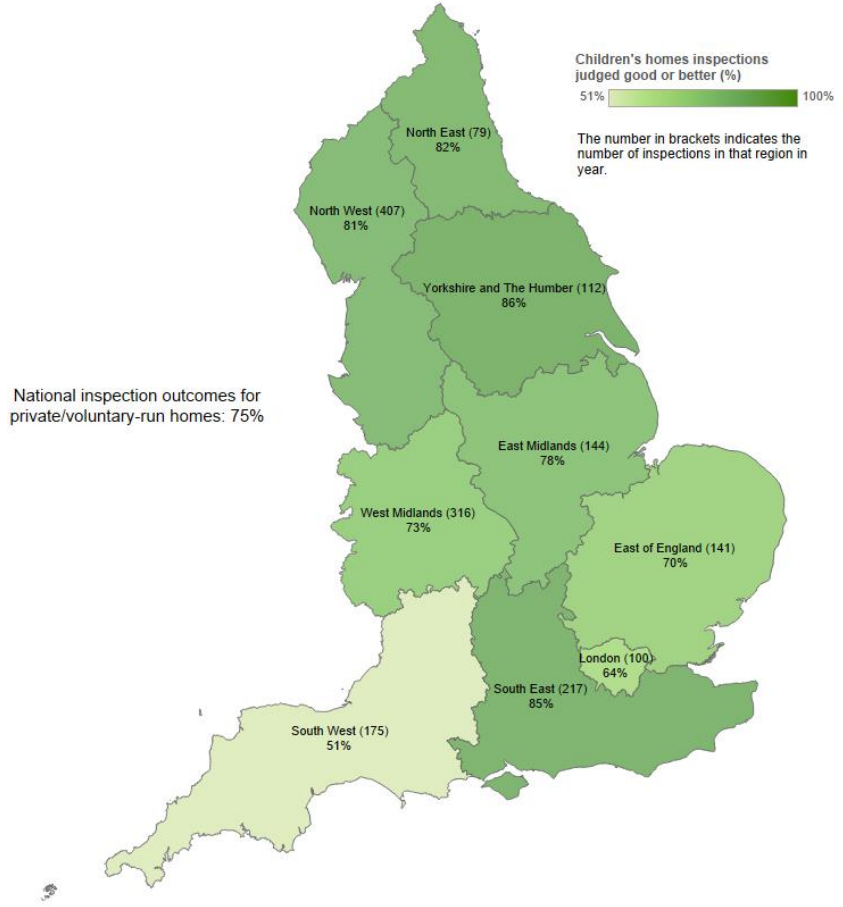 Children's homes inspections
judged good or better (%)
51%
100%
The number in brackets indicates the
number of inspections in that region in
year.
North East (79)
82%
North West (407)
81%
Yorkshire and The Humber (112)
86%
National inspection outcomes for
private/voluntary-run homes: 75%
East Midlands (144)
78%
West Midlands (316)
73%
East of England (141)
70%
London (100)
64%
South East (217)
85%
South West (175)
51%